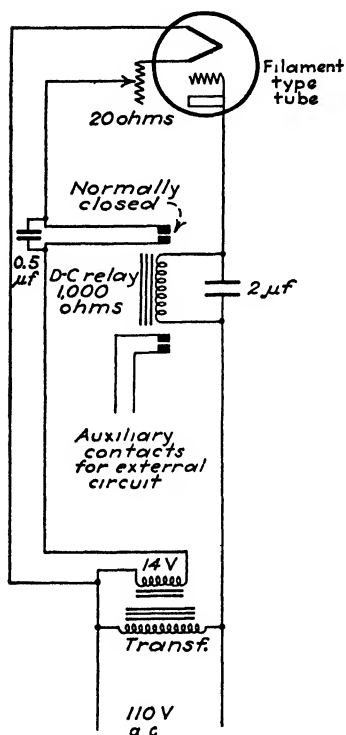 Filament
type
tube
20 ohms
Normally
closed
0.5
µf
D-C relay
1,000
ohms
2 µf
Auxiliary
contacts
for external
circuit
14V
Transf.
110V
a c